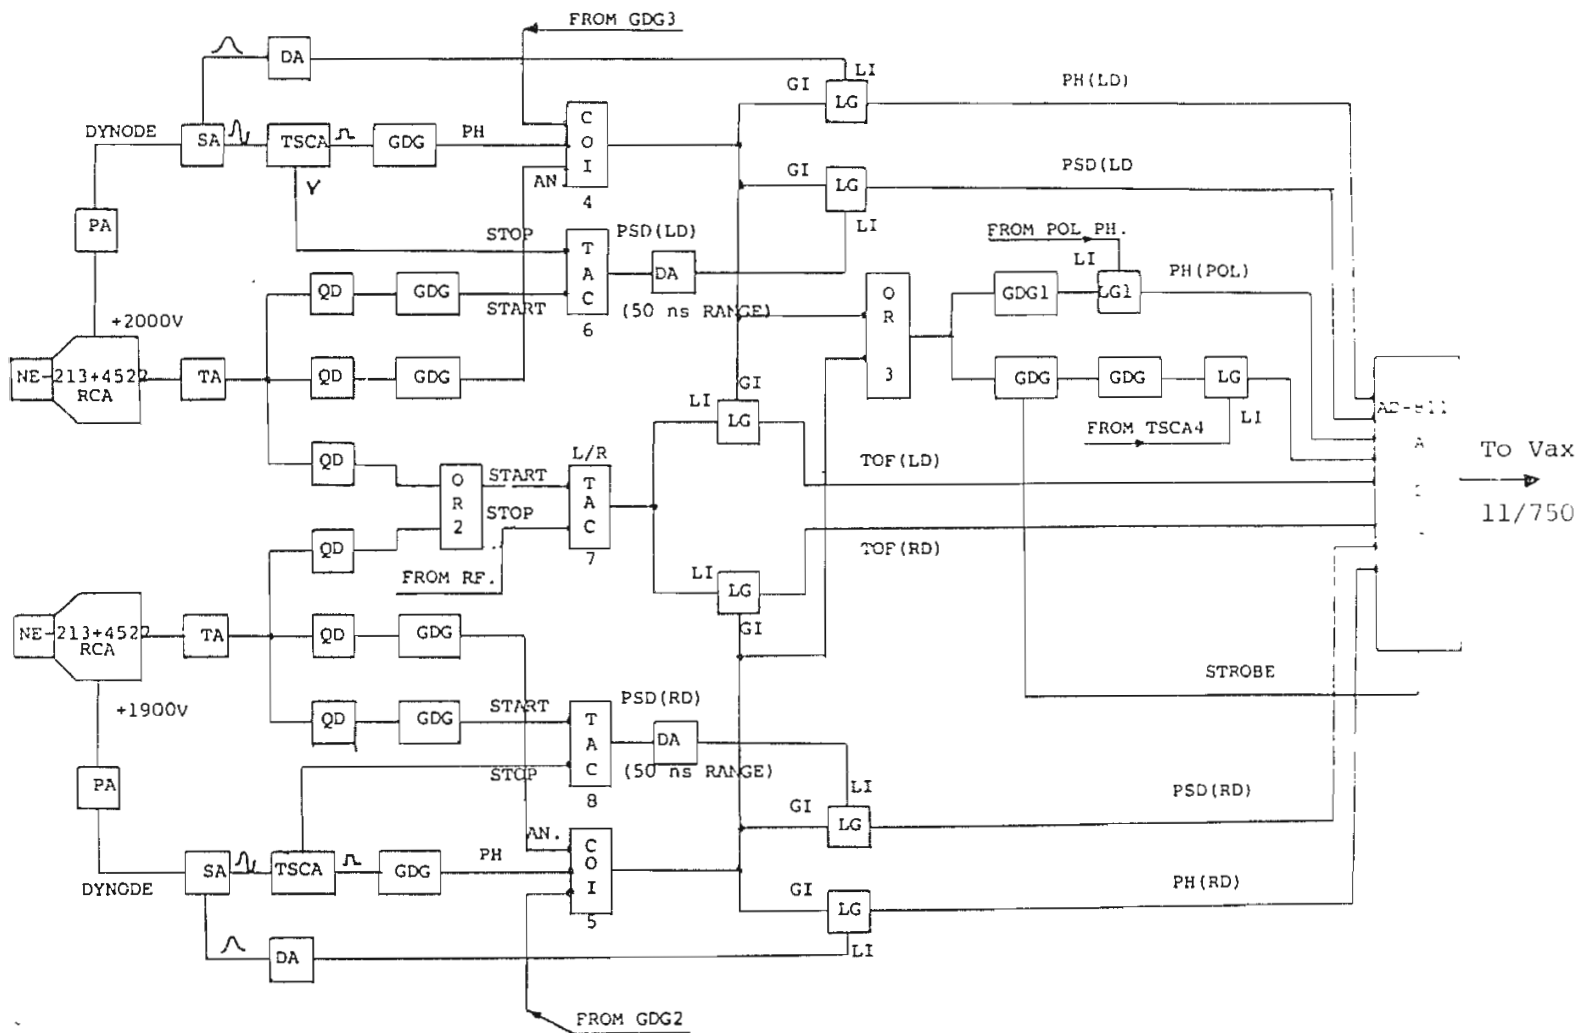 FROM GDG3
DA
LI
GI
LG
PH(LD)
DYNODE
SA
TSCA
GDG
PH
C
O
I
AN.
4
GI
LG
PSD(LD
LI
Y
PA
STOP
PSD(LD)
T
A
C
6
DA
(50 ns RANGE)
FROM POL PH.
LI
PH(POL)
QD
GDG
START
O
R
3
GDG1
LG1
+2000V
NE-213+4522
RCA
TA
QD
GDG
GI
LI
LG
GDG
GDG
LG
LI
FROM TSCA4
AD-811
A
To Vax
11/750
QD
O
R
2
START
STOP
L/R
T
A
C
7
TOF(LD)
QD
FROM RF.
TOF(RD)
LI
LG
GI
NE-213+4522
RCA
TA
QD
GDG
STROBE
+1900V
QD
GDG
START
T
A
C
8
PSD(RD)
DA
(50 ns RANGE)
STOP
PA
LI
GI
LG
PSD(RD)
AN.
C
O
I
5
DYNODE
SA
TSCA
GDG
PH
GI
LG
PH(RD)
LI
DA
FROM GDG2